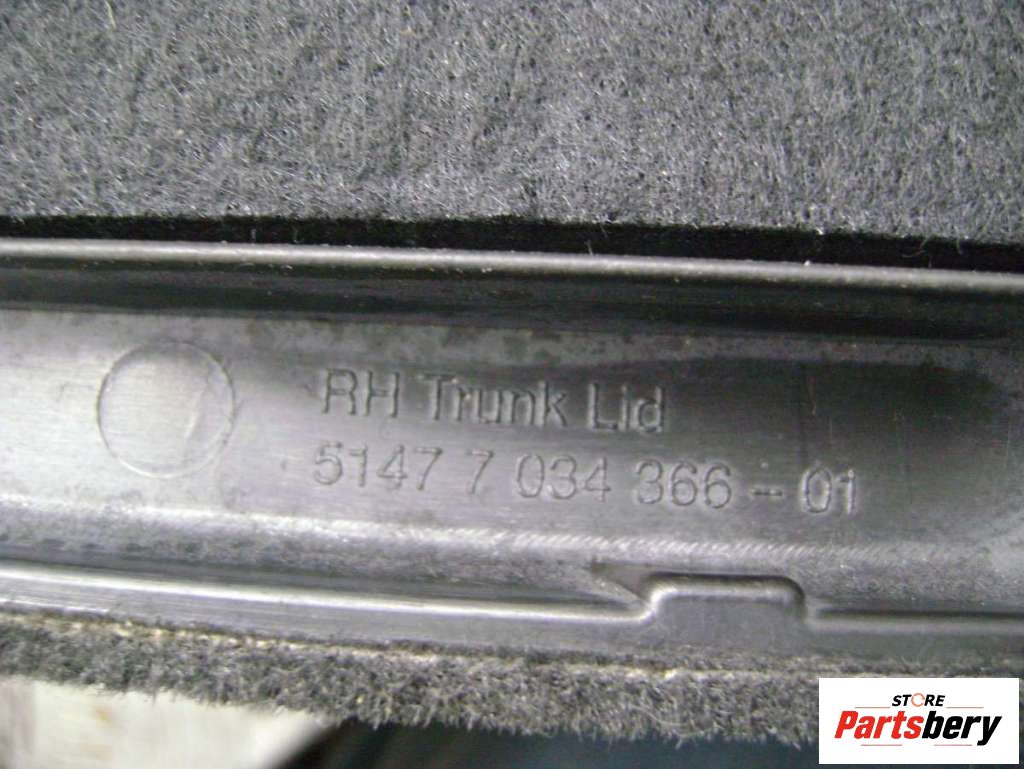 RH Trunk Lid
5147 7 034 366-01
STORE
Partsbery